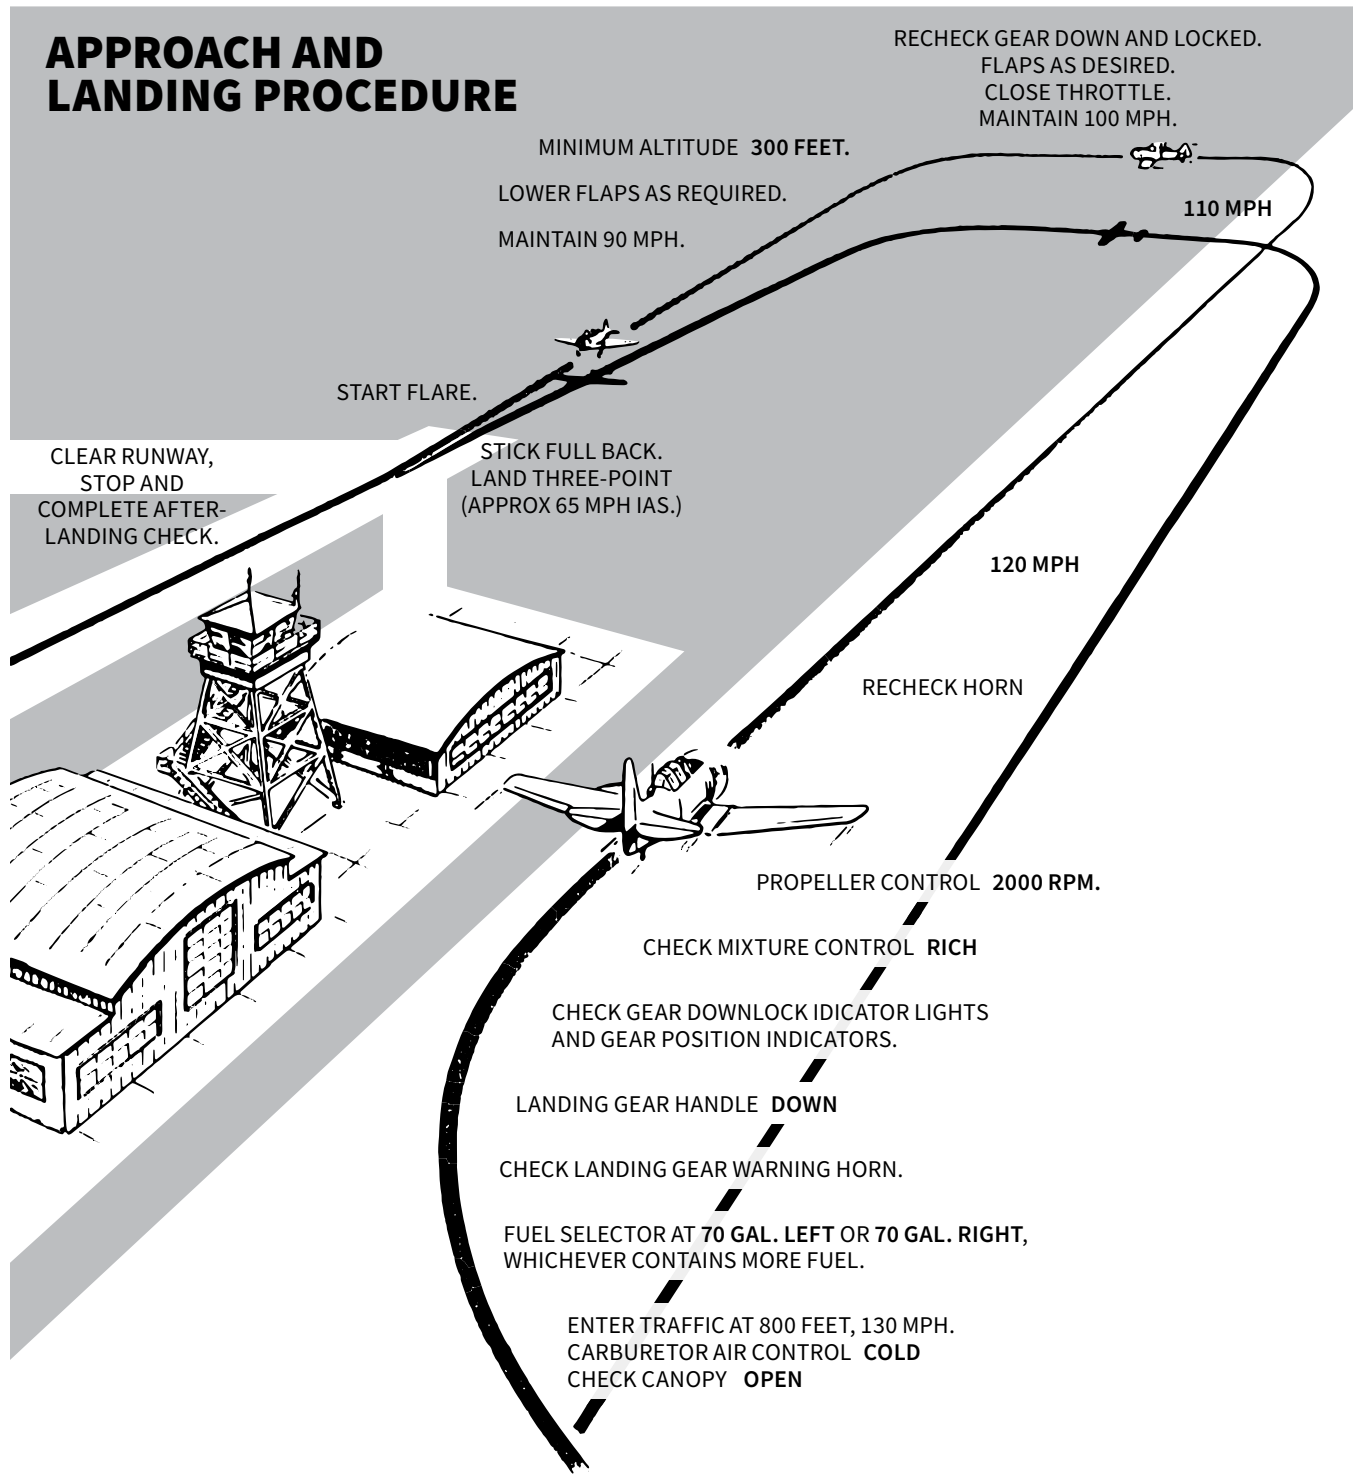 APPROACH AND
LANDING PROCEDURE
RECHECK GEAR DOWN AND LOCKED.
FLAPS AS DESIRED.
CLOSE THROTTLE.
MAINTAIN 100 MPH.
MINIMUM ALTITUDE 300 FEET.
LOWER FLAPS AS REQUIRED.
MAINTAIN 90 MPH.
110 MPH
START FLARE.
CLEAR RUNWAY,
STOP AND
COMPLETE AFTER-
LANDING CHECK.
STICK FULL BACK.
LAND THREE-POINT
(APPROX 65 MPH IAS.)
120 MPH
RECHECK HORN
PROPELLER CONTROL 2000 RPM.
CHECK MIXTURE CONTROL RICH
CHECK GEAR DOWNLOCK IDICATOR LIGHTS
AND GEAR POSITION INDICATORS.
LANDING GEAR HANDLE DOWN
CHECK LANDING GEAR WARNING HORN.
FUEL SELECTOR AT 70 GAL. LEFT OR 70 GAL. RIGHT,
WHICHEVER CONTAINS MORE FUEL.
ENTER TRAFFIC AT 800 FEET, 130 MPH.
CARBURETOR AIR CONTROL COLD
CHECK CANOPY OPEN